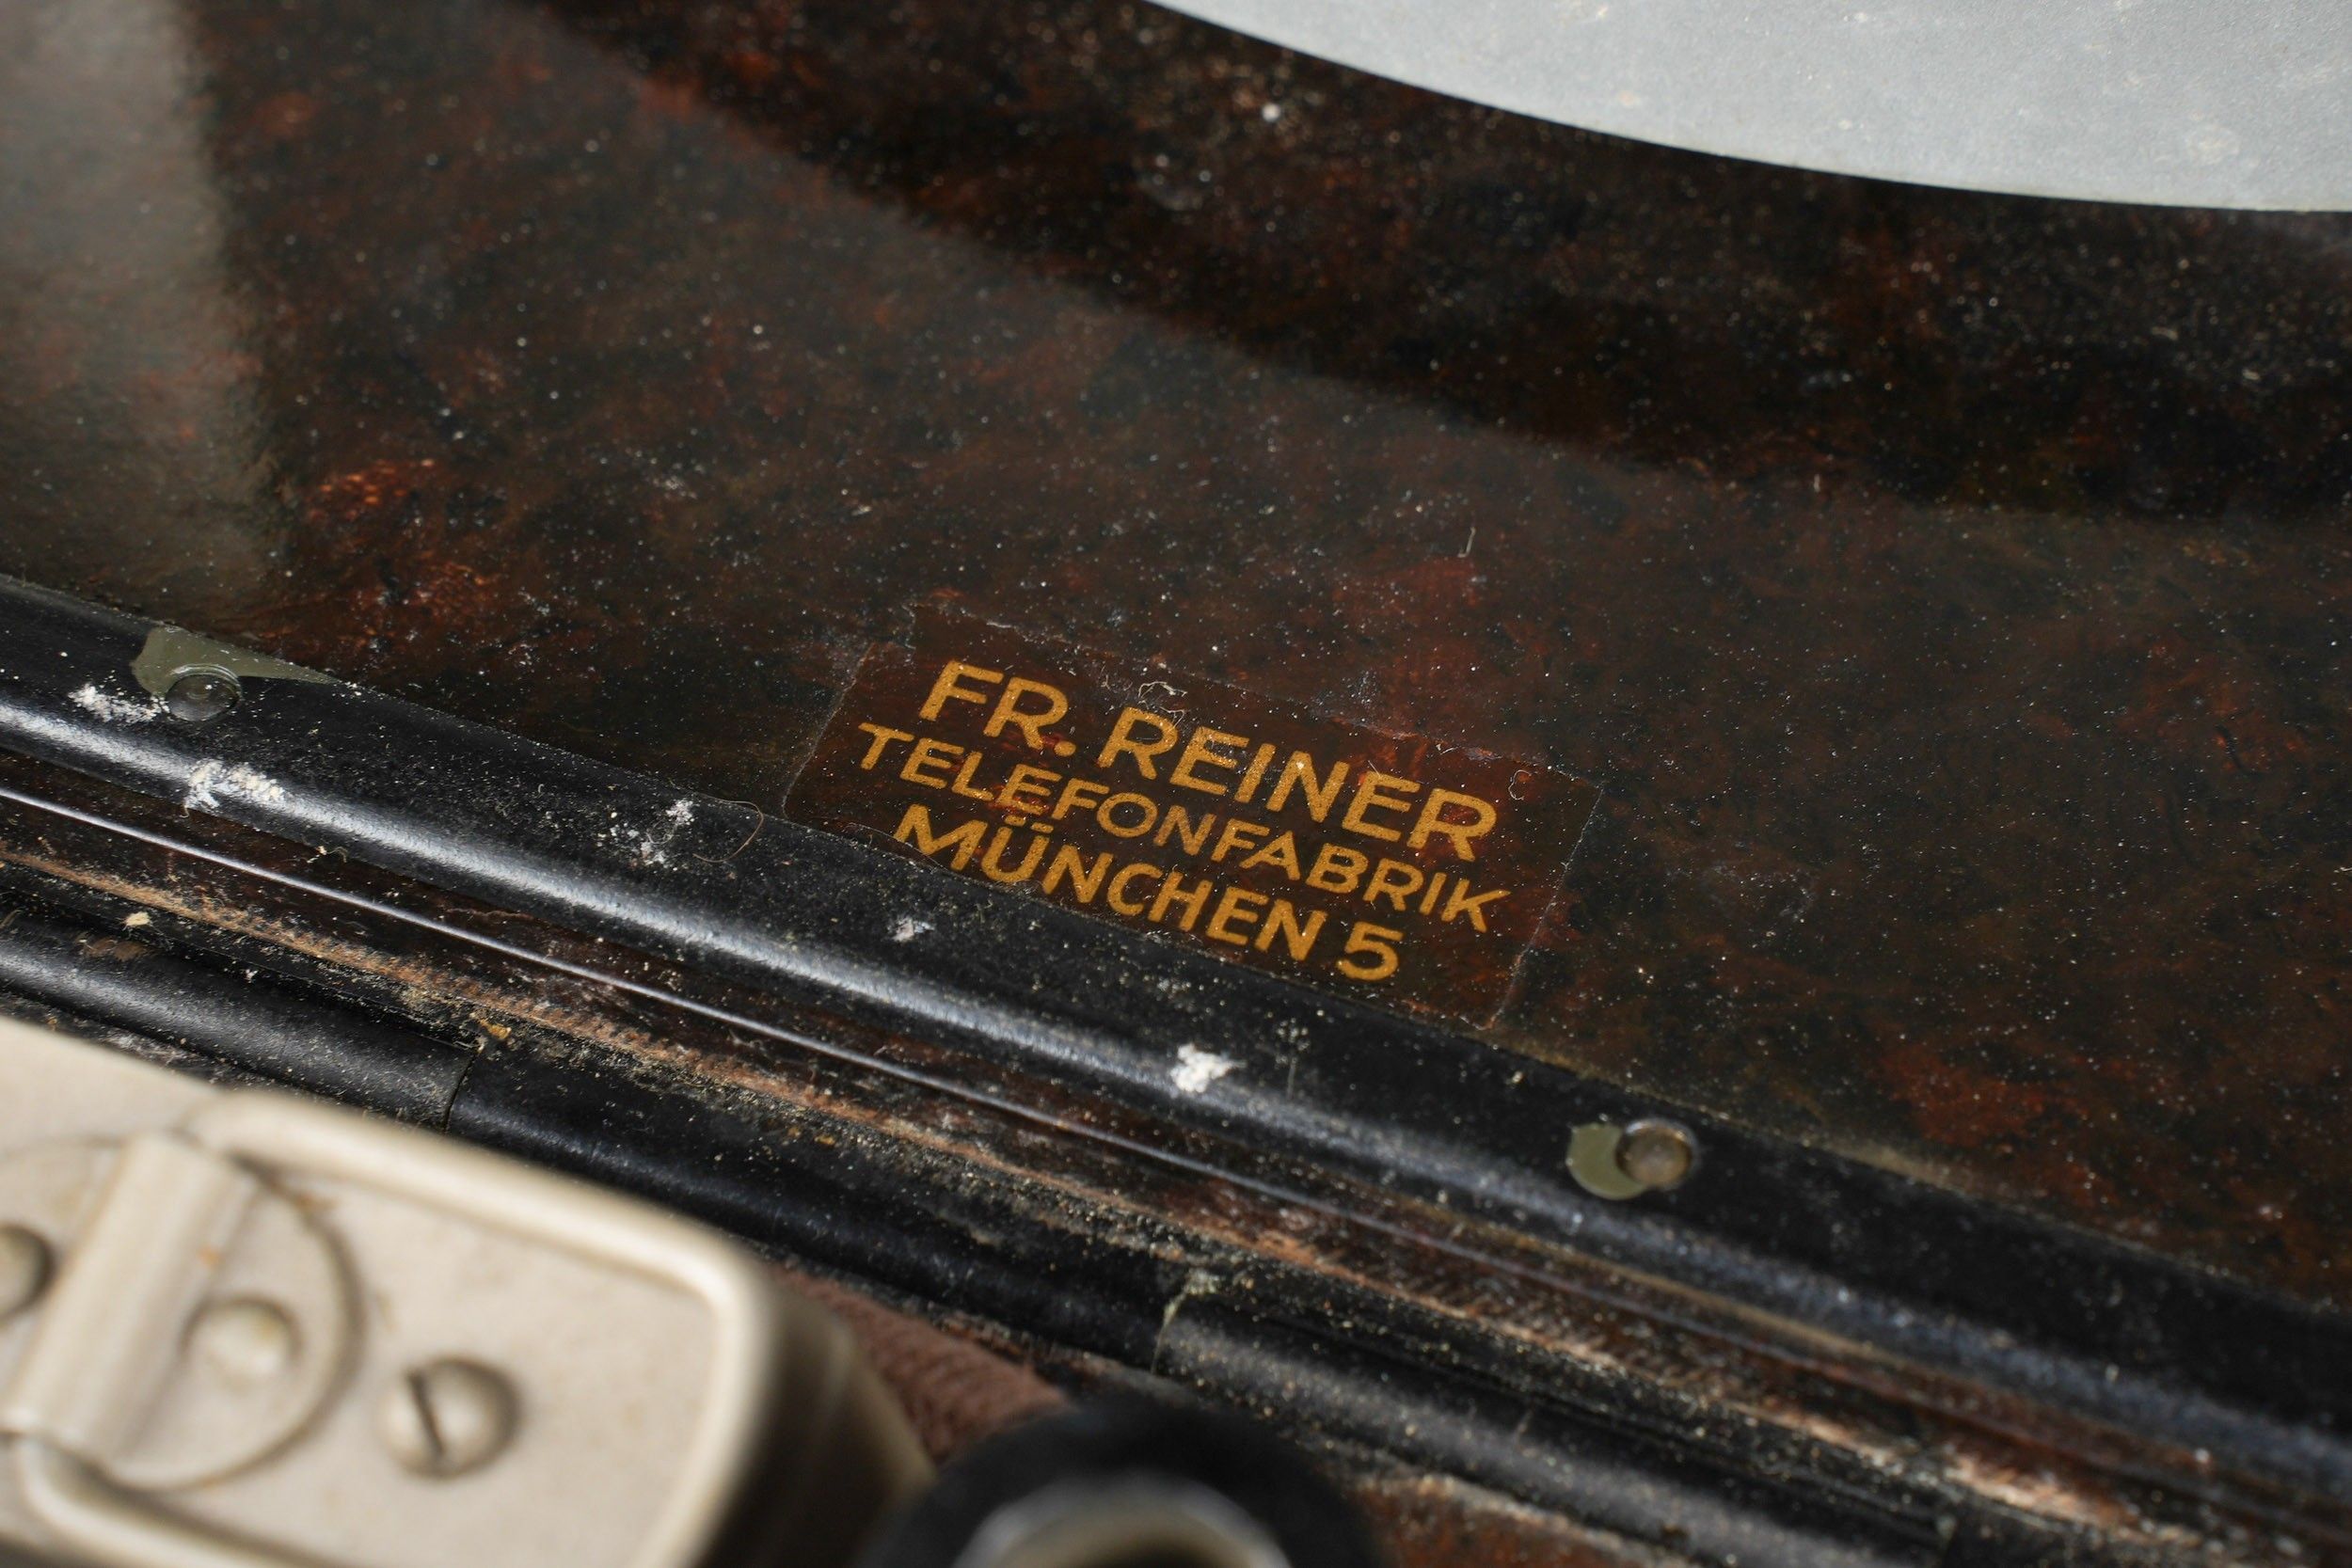 FR. REINER
TELEFONFABRIK
MÜNCHEN 5